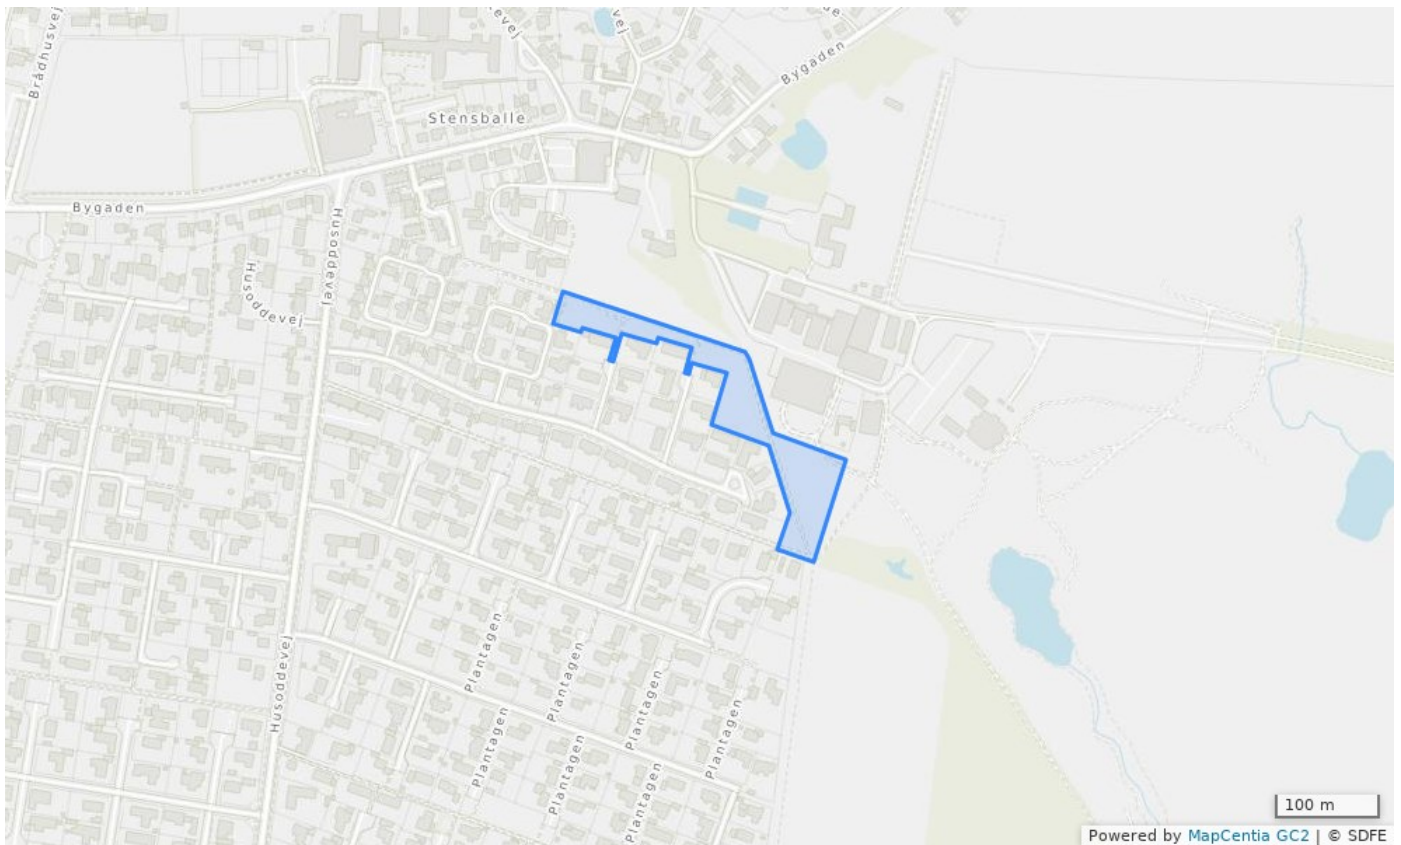 Brådhusvej
Bygaden
Stensballe
Bygaden
Husoddevej
Husoddevej
Husoddevej
Plantagen
Plantagen
Plantagen
Plantagen
Plantagen
Plantagen
Plantagen
100 m
Powered by MapCentia GC2 | © SDFE